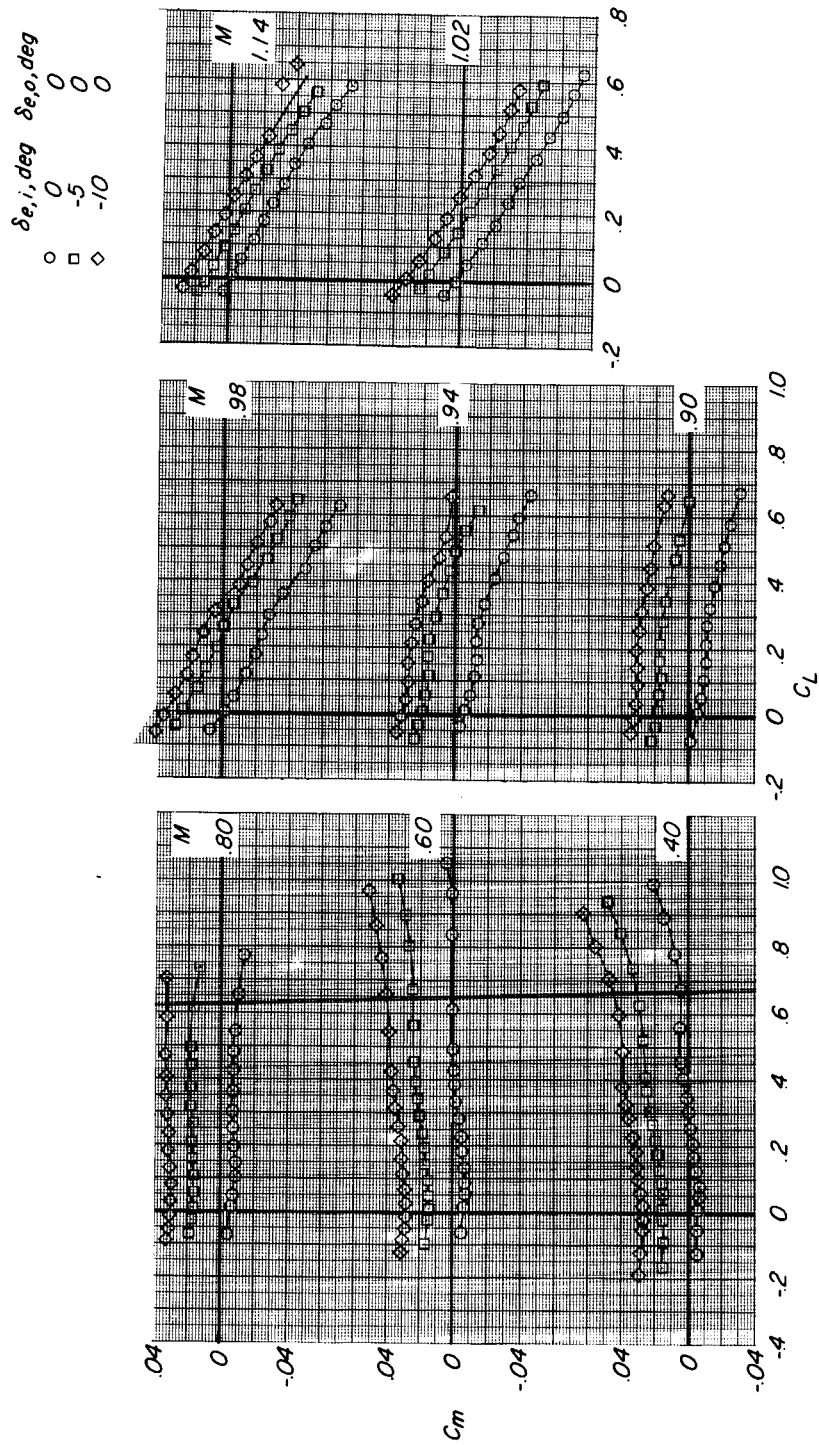 δe,i, deg δe,o, deg
0 0
-5 0
-10 0
M
.80
.60
.40
M
.98
.94
.90
M
1.14
1.02
.04
0
-.04
.04
0
-.04
.04
0
-.04
Cm
-.4 -.2 0 .2 .4 .6 .8 1.0
-.2 0 .2 .4 .6 .8 1.0
-.2 0 .2 .4 .6 .8
CL